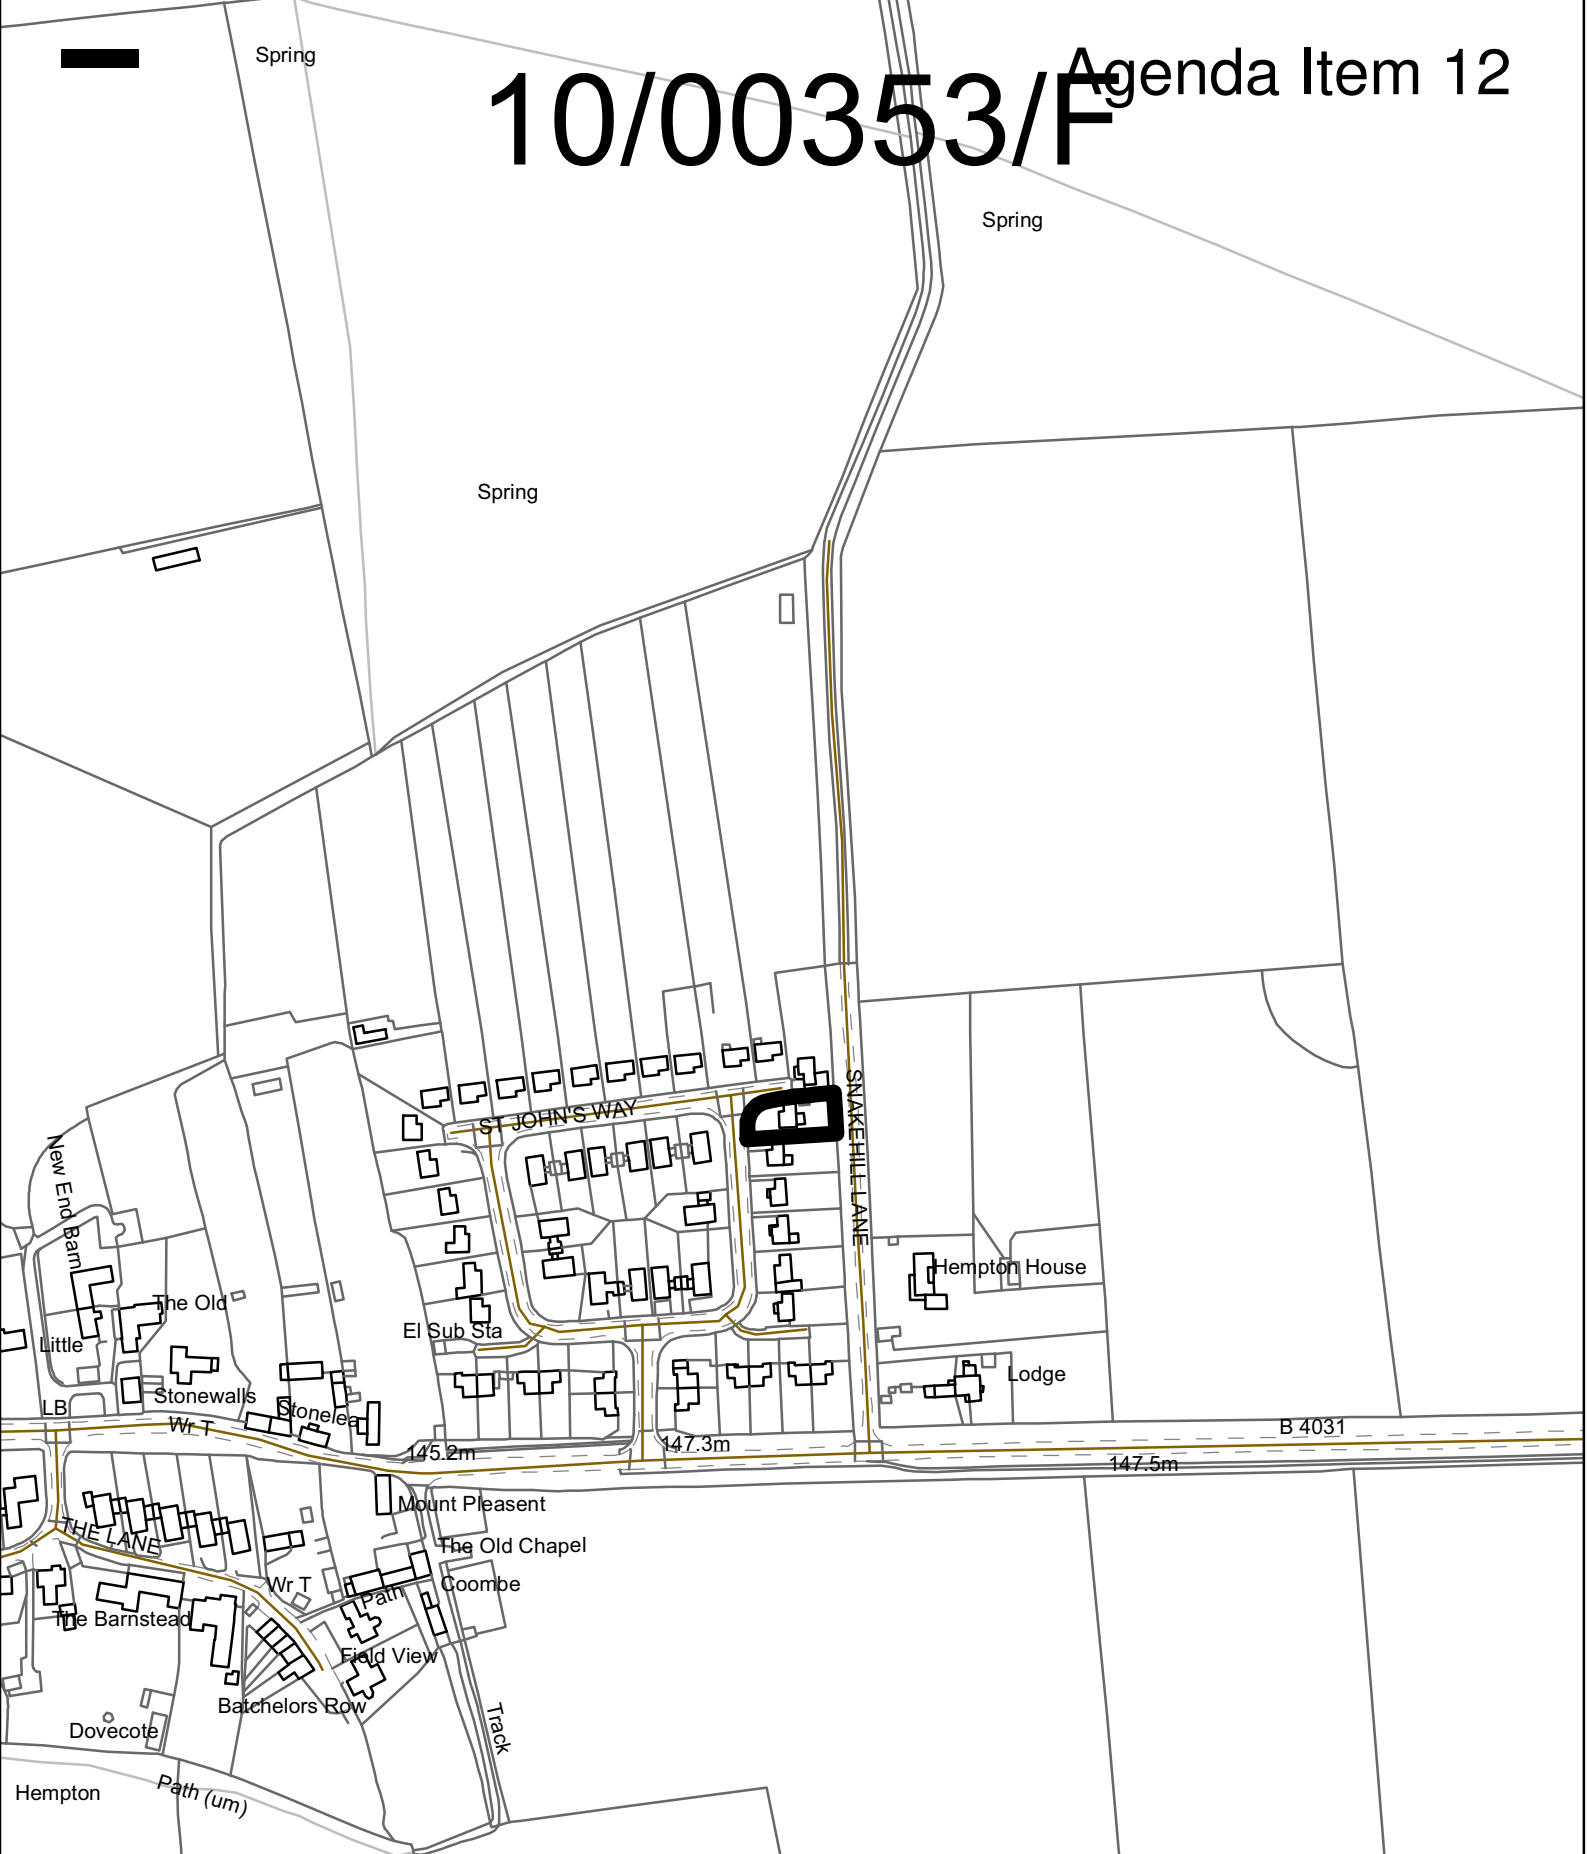 Spring
Agenda Item 12
10/00353/F
Spring
Spring
ST JOHN'S WAY
SNAKEHILL LANE
New End Barn
Hempton House
The Old
El Sub Sta
Little
Lodge
Stonewalls
LB
Stonelea
Wr T
B 4031
147.3m
145.2m
147.5m
Mount Pleasent
THE LANE
The Old Chapel
Wr T
Coombe
Path
The Barnstead
Field View
Batchelors Row
Track
Dovecote
Hempton
Path (um)